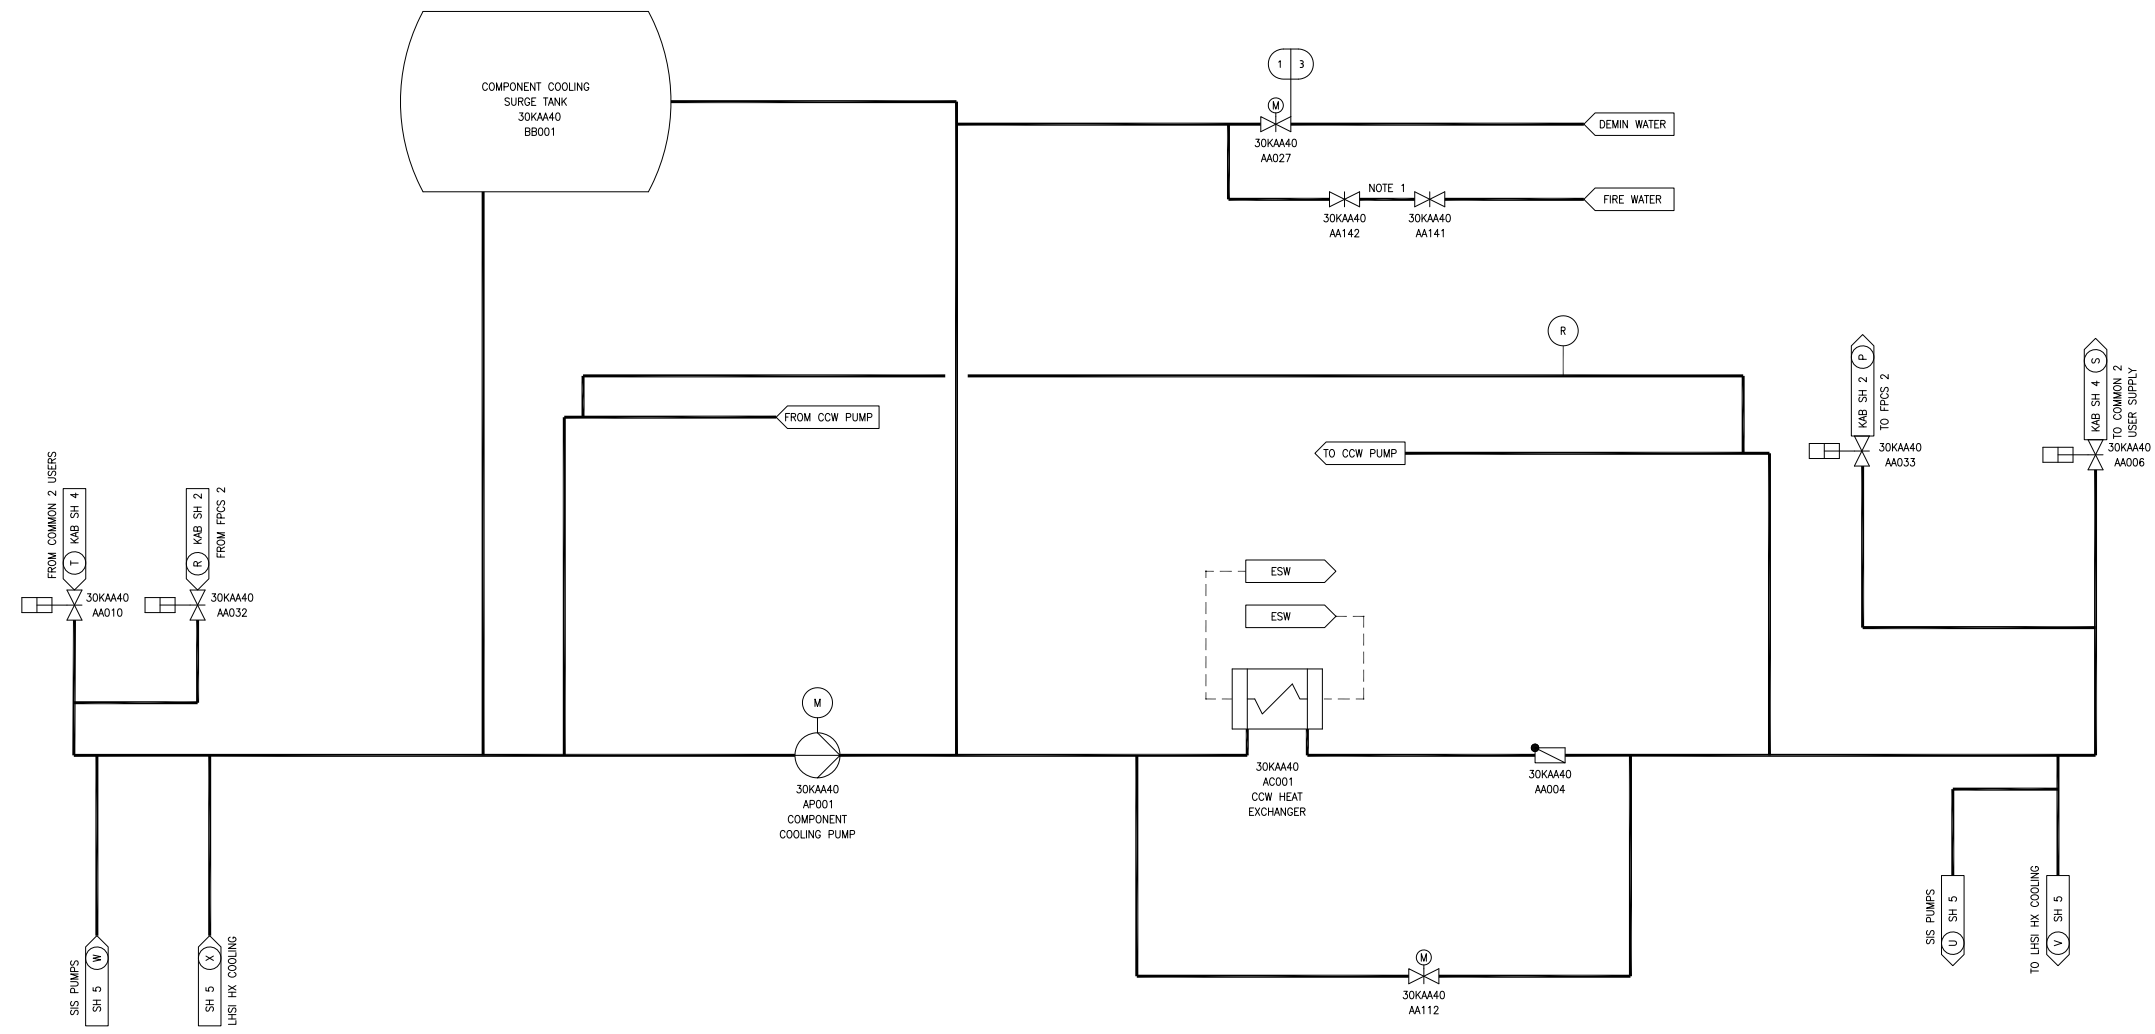 COMPONENT COOLING
SURGE TANK
30KAA40
BB001
1 3
M
30KAA40
AA027
DEMIN WATER
NOTE 1
FIRE WATER
30KAA40
AA142
30KAA40
AA141
R
FROM CCW PUMP
TO CCW PUMP
KAB SH 2 P
TO FPCS 2
30KAA40
AA033
KAB SH 4 S
TO COMMON 2
USER SUPPLY
30KAA40
AA006
FROM COMMON 2 USERS
T KAB SH 4
30KAA40
AA010
R KAB SH 2
FROM FPCS 2
30KAA40
AA032
ESW
ESW
M
30KAA40
AP001
COMPONENT
COOLING PUMP
30KAA40
AC001
CCW HEAT
EXCHANGER
30KAA40
AA004
SIS PUMPS
SH 5 W
SH 5 X
LHSI HX COOLING
M
30KAA40
AA112
SIS PUMPS
U SH 5
TO LHSI HX COOLING
V SH 5